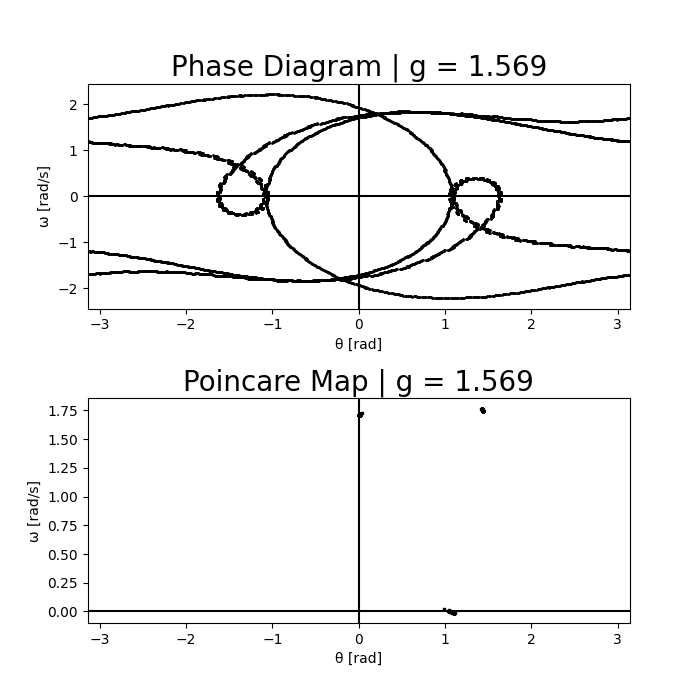 Phase Diagram | g = 1.569
2
1
0
−1
−2
ω [rad/s]
−3 −2 −1 0 1 2 3
θ [rad]
Poincare Map | g = 1.569
1.75
1.50
1.25
1.00
0.75
0.50
0.25
0.00
ω [rad/s]
−3 −2 −1 0 1 2 3
θ [rad]